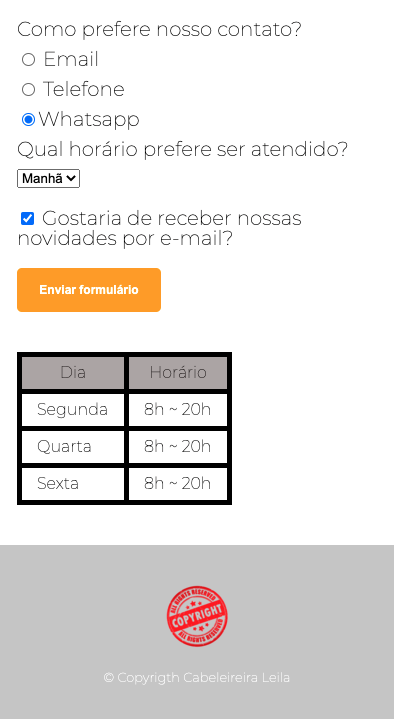 Como prefere nosso contato?
Email
Telefone
Whatsapp
Qual horário prefere ser atendido?
Manhã
Gostaria de receber nossas
novidades por e-mail?
Enviar formulário
Dia Horário
Segunda 8h ~ 20h
Quarta 8h ~ 20h
Sexta 8h ~ 20h
ALL RIGHTS RESERVED
COPYRIGHT
ALL RIGHTS RESERVED
© Copyrigth Cabeleireira Leila